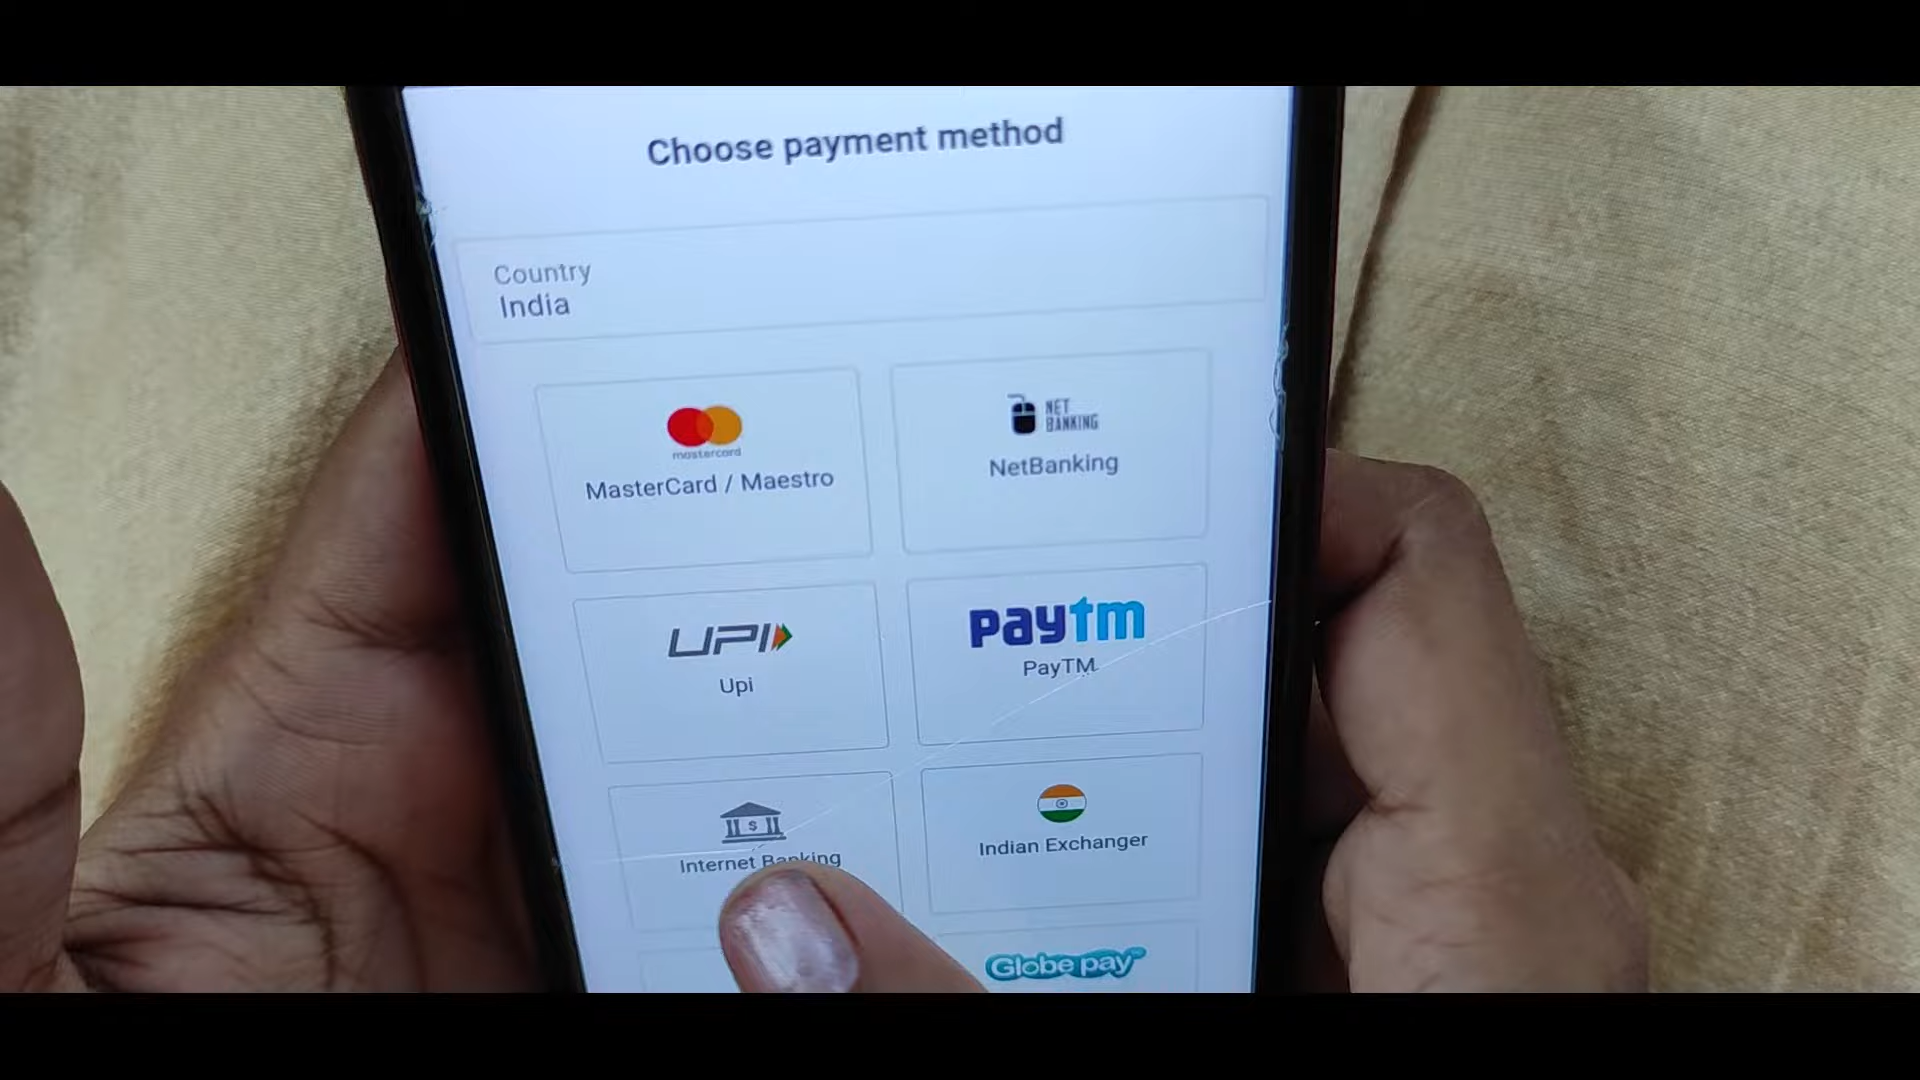 Choose payment method
Country
India
mastercard
MasterCard / Maestro
NET
BANKING
NetBanking
UPI
Upi
paytm
PayTM
$
Internet Banking
Indian Exchanger
Globe pay